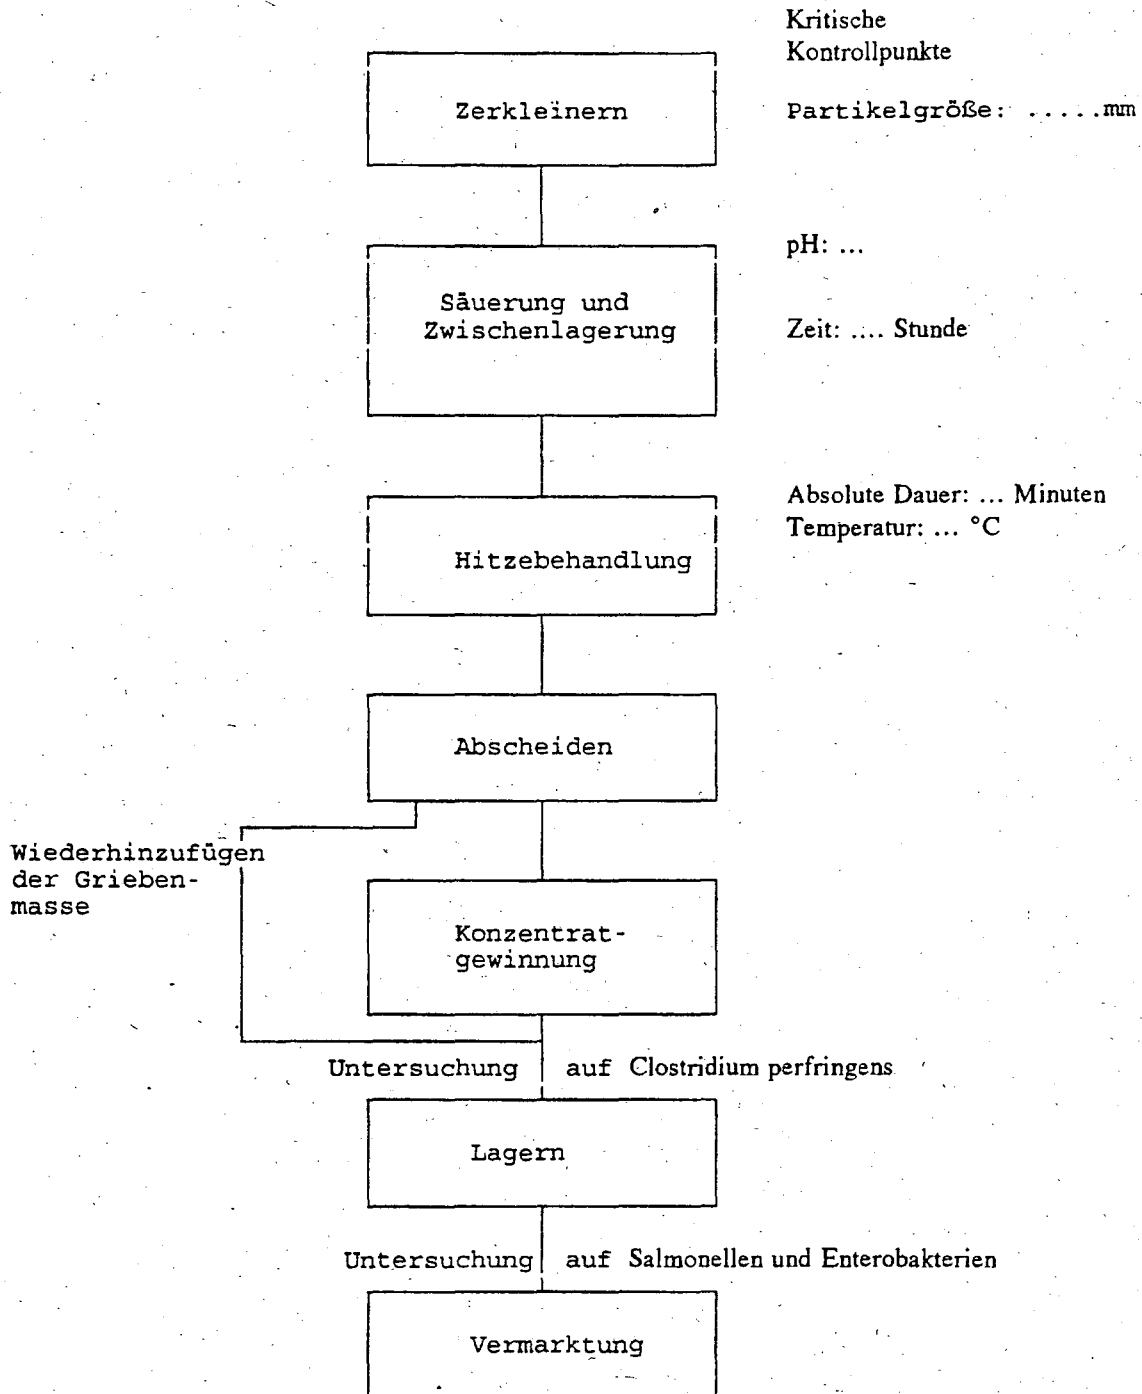 Kritische
Kontrollpunkte
Zerkleinern
Partikelgröße: .....mm
pH: ...
Säuerung und
Zwischenlagerung
Zeit: .... Stunde
Absolute Dauer: ... Minuten
Temperatur: ... °C
Hitzebehandlung
Abscheiden
Wiederhinzufügen
der Grieben-
masse
Konzentrat-
gewinnung
Untersuchung auf Clostridium perfringens
Lagern
Untersuchung auf Salmonellen und Enterobakterien
Vermarktung